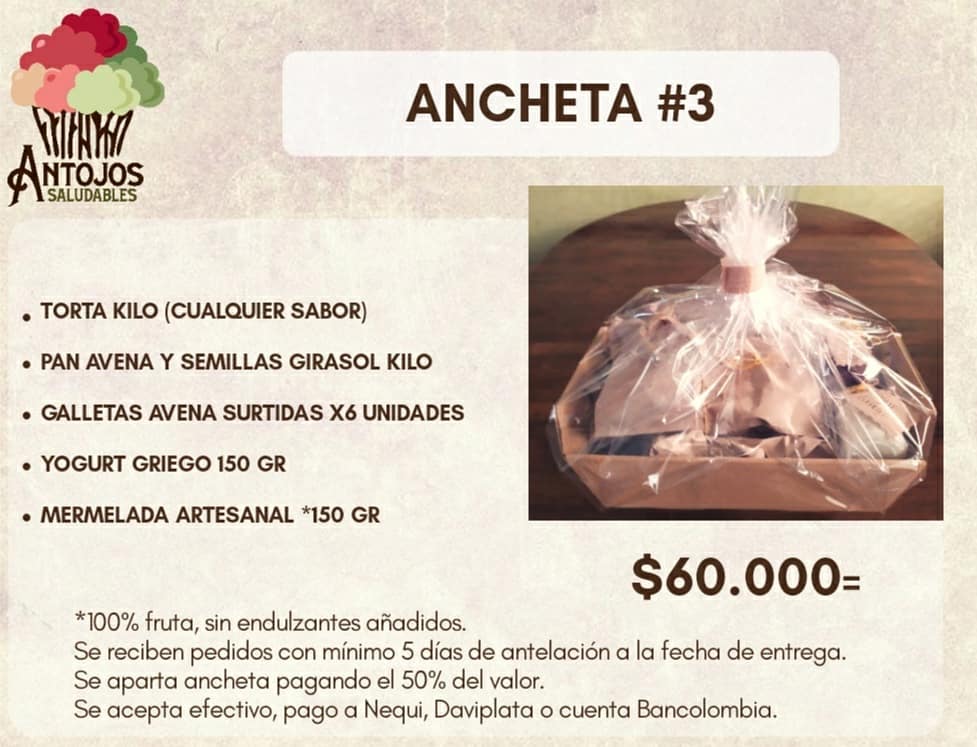 ANTOJOS
SALUDABLES
ANCHETA #3
• TORTA KILO (CUALQUIER SABOR)
• PAN AVENA Y SEMILLAS GIRASOL KILO
• GALLETAS AVENA SURTIDAS X6 UNIDADES
• YOGURT GRIEGO 150 GR
• MERMELADA ARTESANAL *150 GR
$60.000=
*100% fruta, sin endulzantes añadidos.
Se reciben pedidos con mínimo 5 días de antelación a la fecha de entrega.
Se aparta ancheta pagando el 50% del valor.
Se acepta efectivo, pago a Nequi, Daviplata o cuenta Bancolombia.